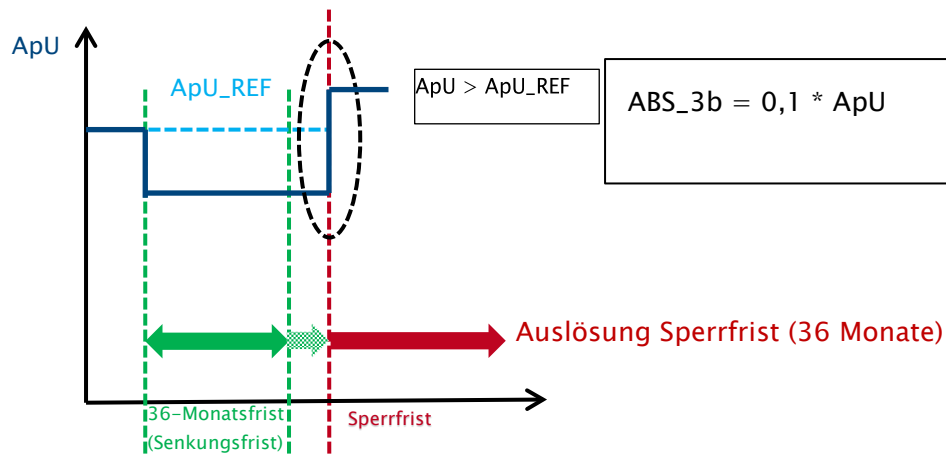 ApU
ApU_REF
ApU > ApU_REF
ABS_3b = 0,1 * ApU
Auslösung Sperrfrist (36 Monate)
36-Monatsfrist
(Senkungsfrist)
Sperrfrist